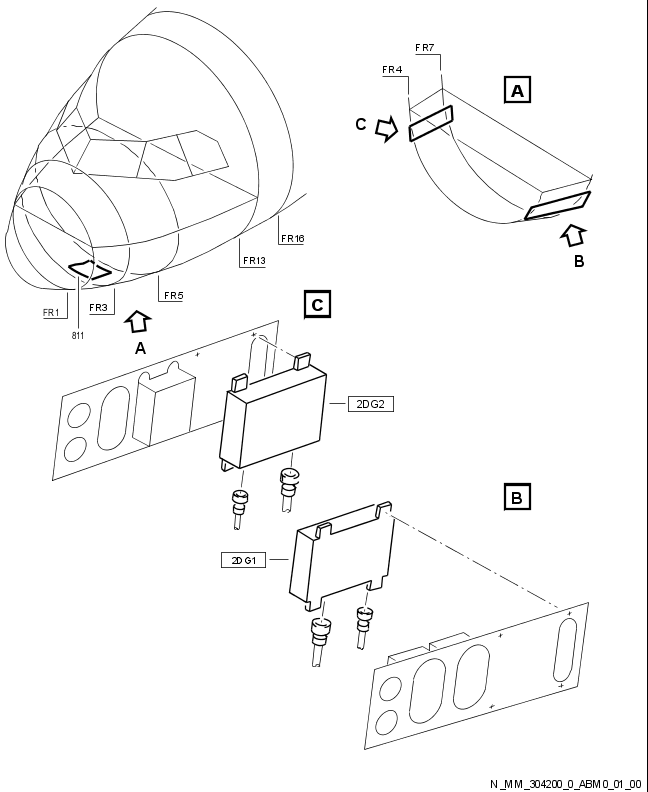 FR7
FR4
A
C
B
FR16
FR13
FR5
FR3
FR1
811
A
C
2DG2
B
2DG1
N_MM_304200_0_ABM0_01_00